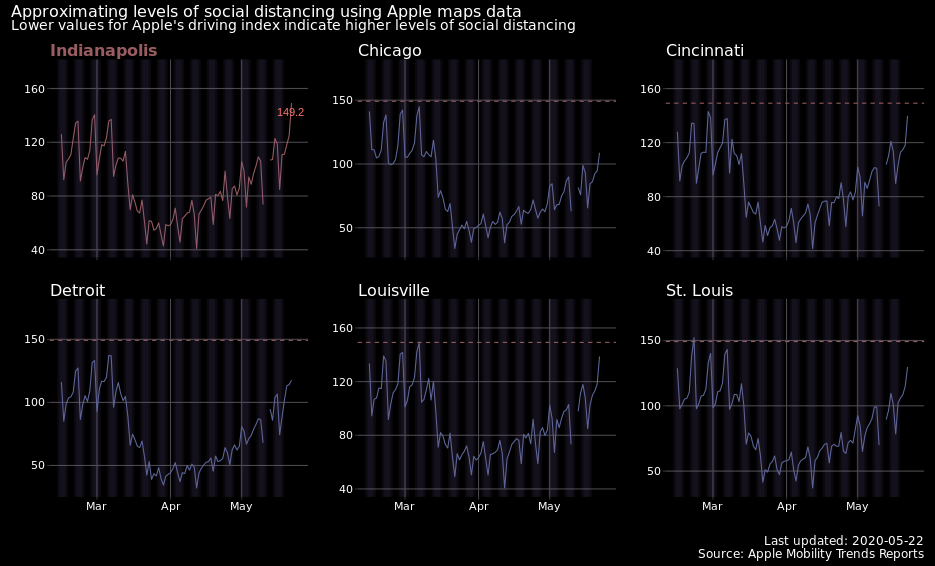 Approximating levels of social distancing using Apple maps data
Lower values for Apple's driving index indicate higher levels of social distancing
Indianapolis
160
120
80
40
149.2
Chicago
150
100
50
Cincinnati
160
120
80
40
Detroit
150
100
50
Mar
Apr
May
Louisville
160
120
80
40
Mar
Apr
May
St. Louis
150
100
50
Mar
Apr
May
Last updated: 2020-05-22
Source: Apple Mobility Trends Reports